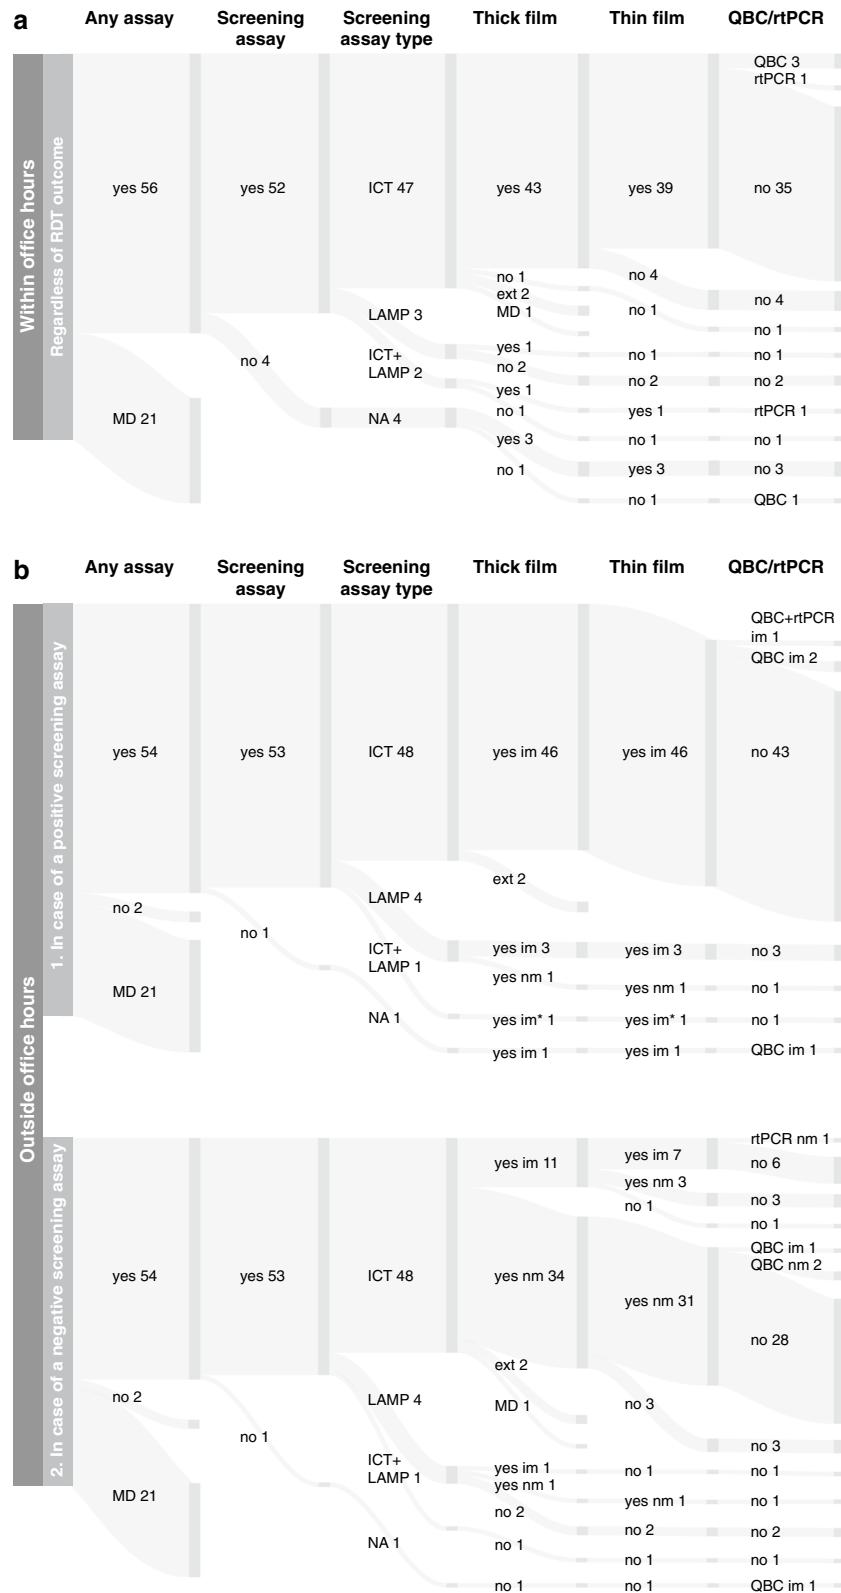 a
Any assay
Screening
assay
Screening
assay type
Thick film
Thin film
QBC/rtPCR
Within office hours
Regardless of RDT outcome
QBC 3
rtPCR 1
yes 56
yes 52
ICT 47
yes 43
yes 39
no 35
no 1
no 4
ext 2
no 4
LAMP 3
MD 1
no 1
no 1
yes 1
no 1
no 1
no 4
ICT+
LAMP 2
no 2
no 2
no 2
yes 1
MD 21
NA 4
no 1
yes 1
rtPCR 1
yes 3
no 1
no 1
no 1
yes 3
no 3
no 1
QBC 1
b
Any assay
Screening
assay
Screening
assay type
Thick film
Thin film
QBC/rtPCR
Outside office hours
1. In case of a positive screening assay
QBC+rtPCR
im 1
QBC im 2
yes 54
yes 53
ICT 48
yes im 46
yes im 46
no 43
ext 2
no 2
LAMP 4
no 1
ICT+
LAMP 1
yes im 3
yes im 3
no 3
MD 21
yes nm 1
yes nm 1
no 1
NA 1
yes im* 1
yes im* 1
no 1
yes im 1
yes im 1
QBC im 1
2. In case of a negative screening assay
rtPCR nm 1
yes im 11
yes im 7
no 6
yes nm 3
no 3
no 1
no 1
QBC im 1
QBC nm 2
yes 54
yes 53
ICT 48
yes nm 34
yes nm 31
no 28
ext 2
no 2
LAMP 4
MD 1
no 3
no 1
no 3
ICT+
LAMP 1
yes im 1
no 1
no 1
yes nm 1
MD 21
yes nm 1
no 1
no 2
no 2
no 2
NA 1
no 1
no 1
no 1
no 1
no 1
QBC im 1